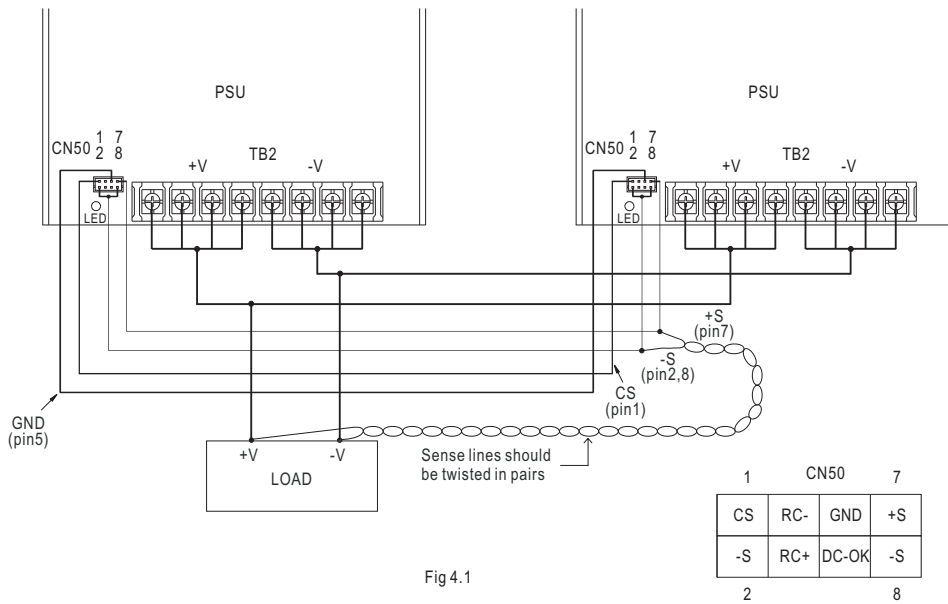 PSU
PSU
1 7
CN50 2 8
TB2
+V
-V
LED
1 7
CN50 2 8
TB2
+V
-V
LED
+S
(pin7)
-S
(pin2,8)
CS
(pin1)
GND
(pin5)
+V
-V
LOAD
Sense lines should
be twisted in pairs
1 CN50 7
CS RC- GND +S
-S RC+ DC-OK -S
2 8
Fig 4.1